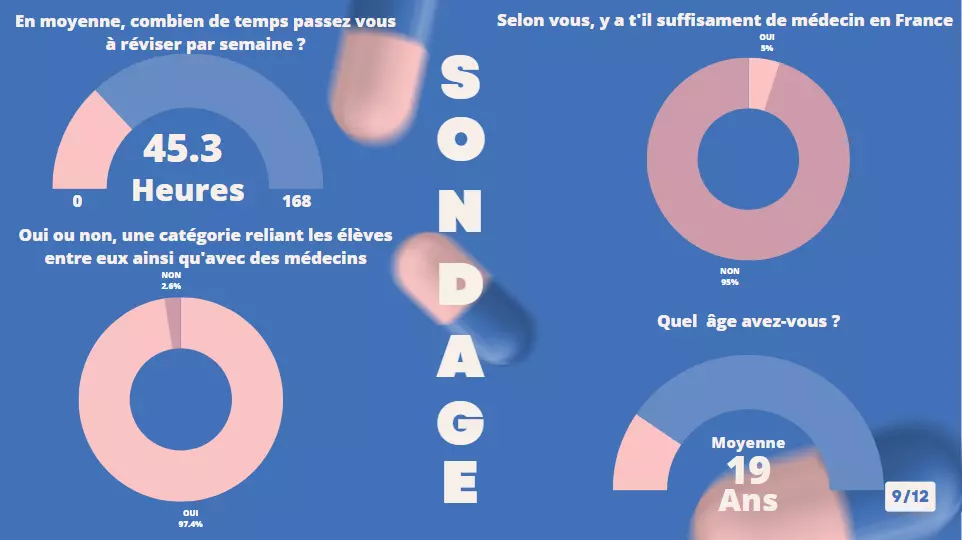 En moyenne, combien de temps passez vous
à réviser par semaine ?
45.3
Heures
0
168
Oui ou non, une catégorie reliant les élèves
entre eux ainsi qu'avec des médecins
NON
2.6%
OUI
97.4%
SONDAGE
Selon vous, y a t'il suffisament de médecin en France
OUI
5%
NON
95%
Quel âge avez-vous ?
Moyenne
19
Ans
9/12